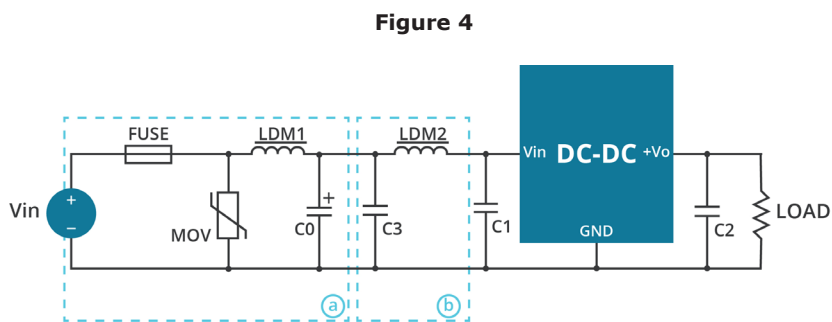 Figure 4
FUSE
LDM1
LDM2
Vin
DC-DC
+Vo
+
Vin
−
MOV
+
C0
C3
C1
GND
C2
LOAD
a
b